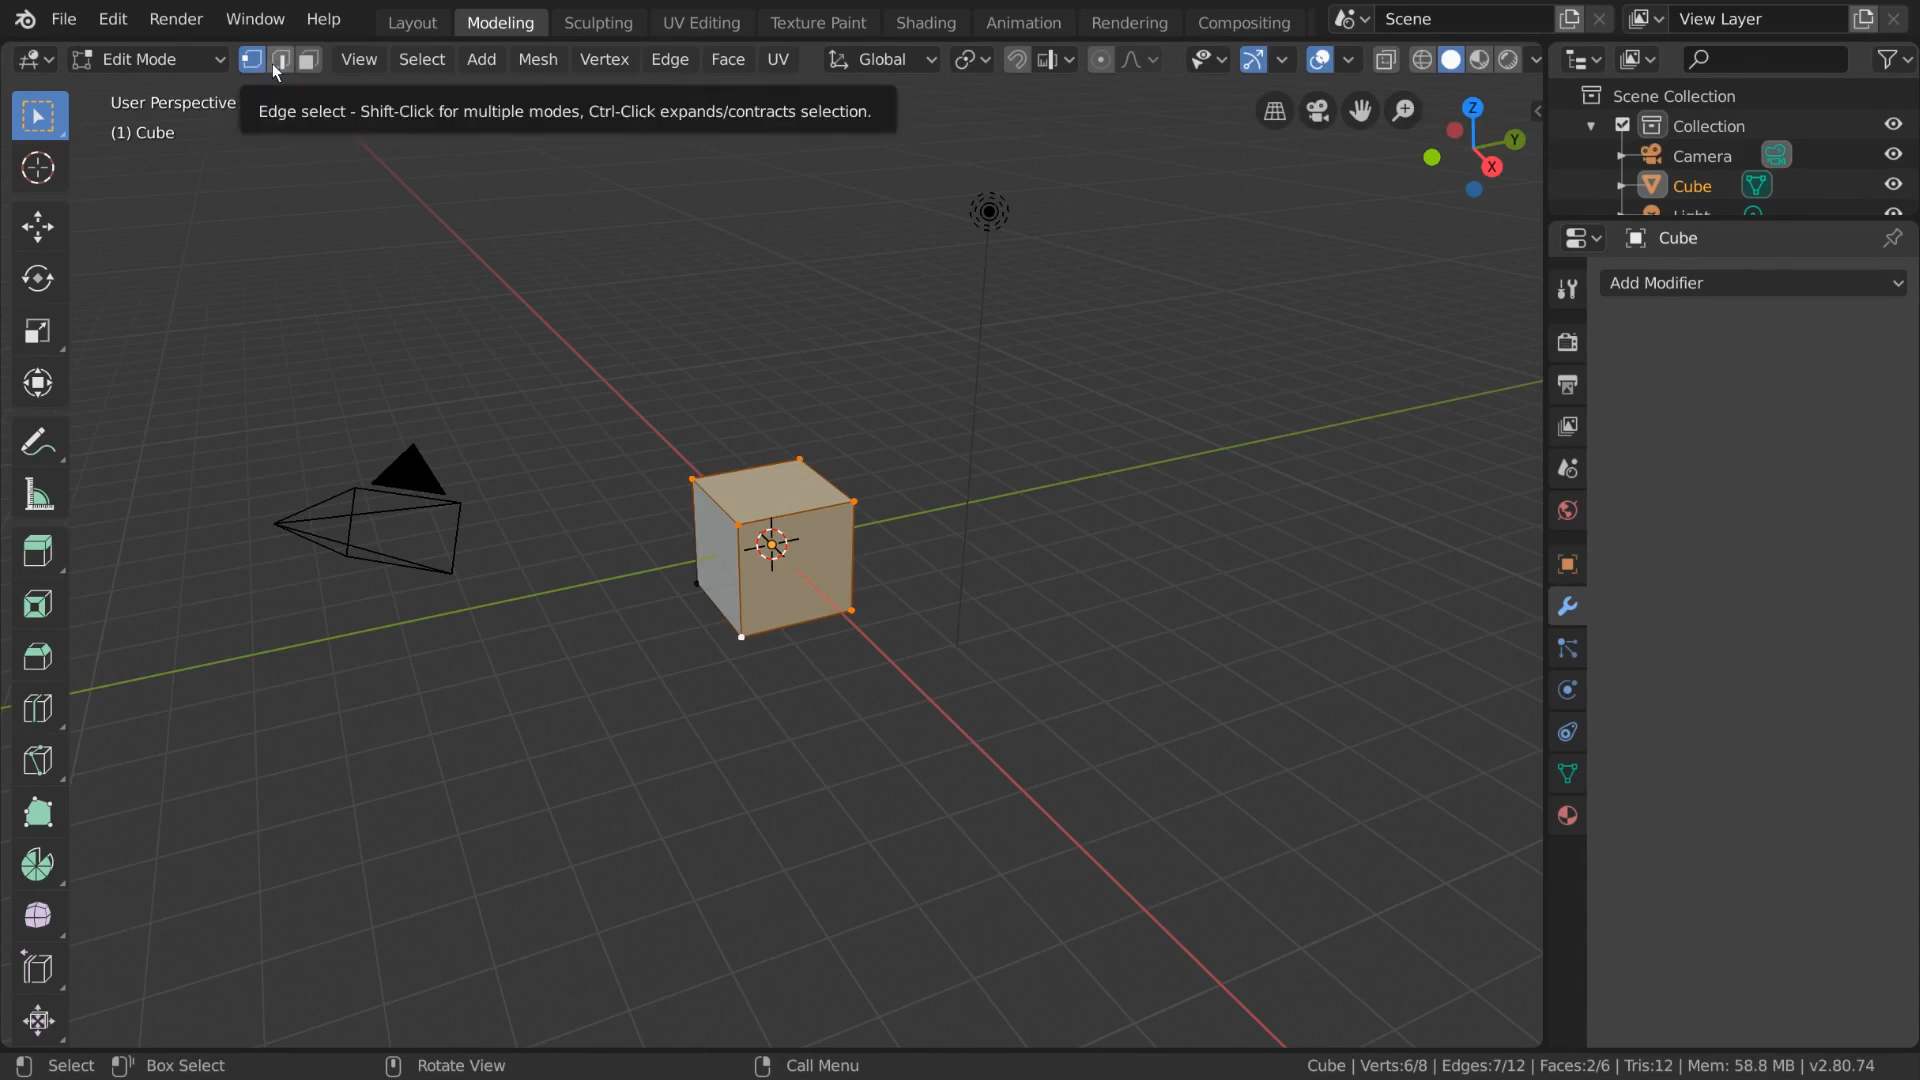 File Edit Render Window Help Layout Modeling Sculpting UV Editing Texture Paint Shading Animation Rendering Compositing Scene View Layer
Edit Mode View Select Add Mesh Vertex Edge Face UV Global
User Perspective
(1) Cube
Edge select - Shift-Click for multiple modes, Ctrl-Click expands/contracts selection.
Z
Y
X
Scene Collection
Collection
Camera
Cube
Light
Cube
Add Modifier
Select Box Select Rotate View Call Menu Cube | Verts:6/8 | Edges:7/12 | Faces:2/6 | Tris:12 | Mem: 58.8 MB | v2.80.74